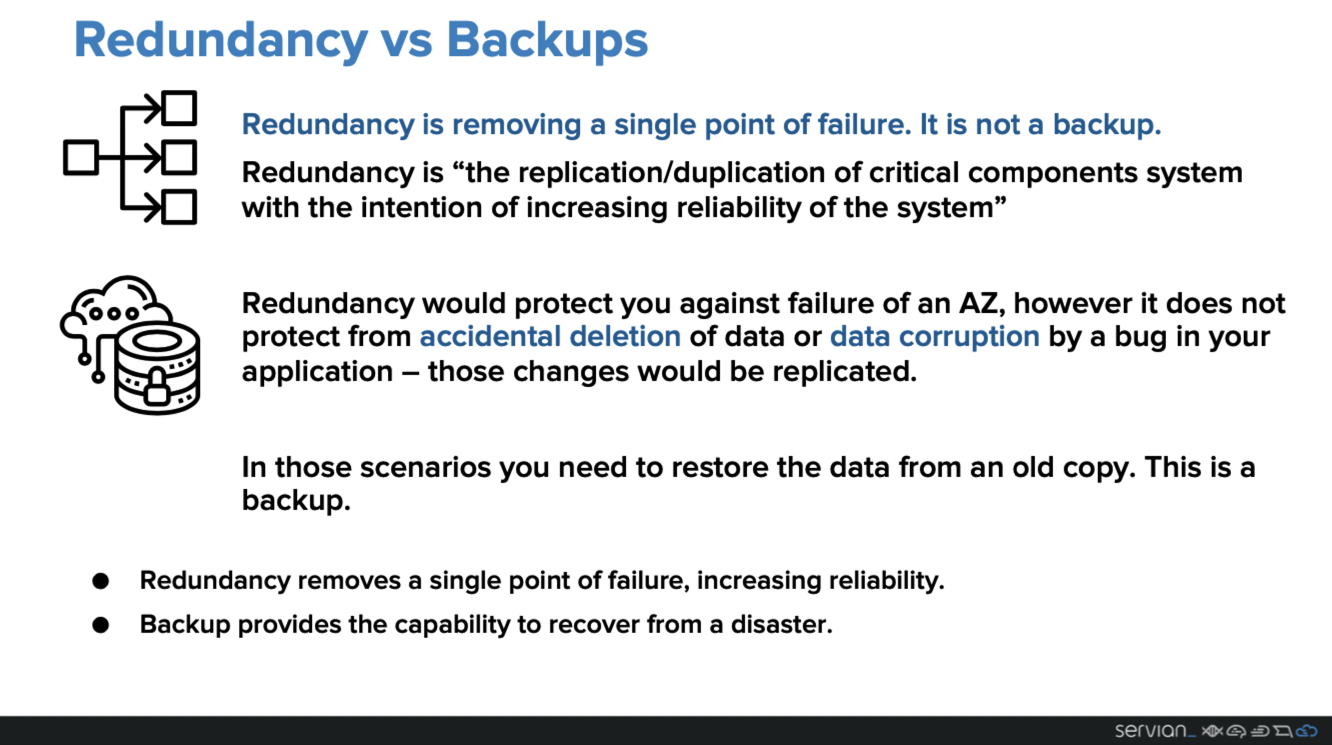 Redundancy vs Backups
Redundancy is removing a single point of failure. It is not a backup.
Redundancy is “the replication/duplication of critical components system
with the intention of increasing reliability of the system”
Redundancy would protect you against failure of an AZ, however it does not
protect from accidental deletion of data or data corruption by a bug in your
application – those changes would be replicated.
In those scenarios you need to restore the data from an old copy. This is a
backup.
● Redundancy removes a single point of failure, increasing reliability.
● Backup provides the capability to recover from a disaster.
servian_